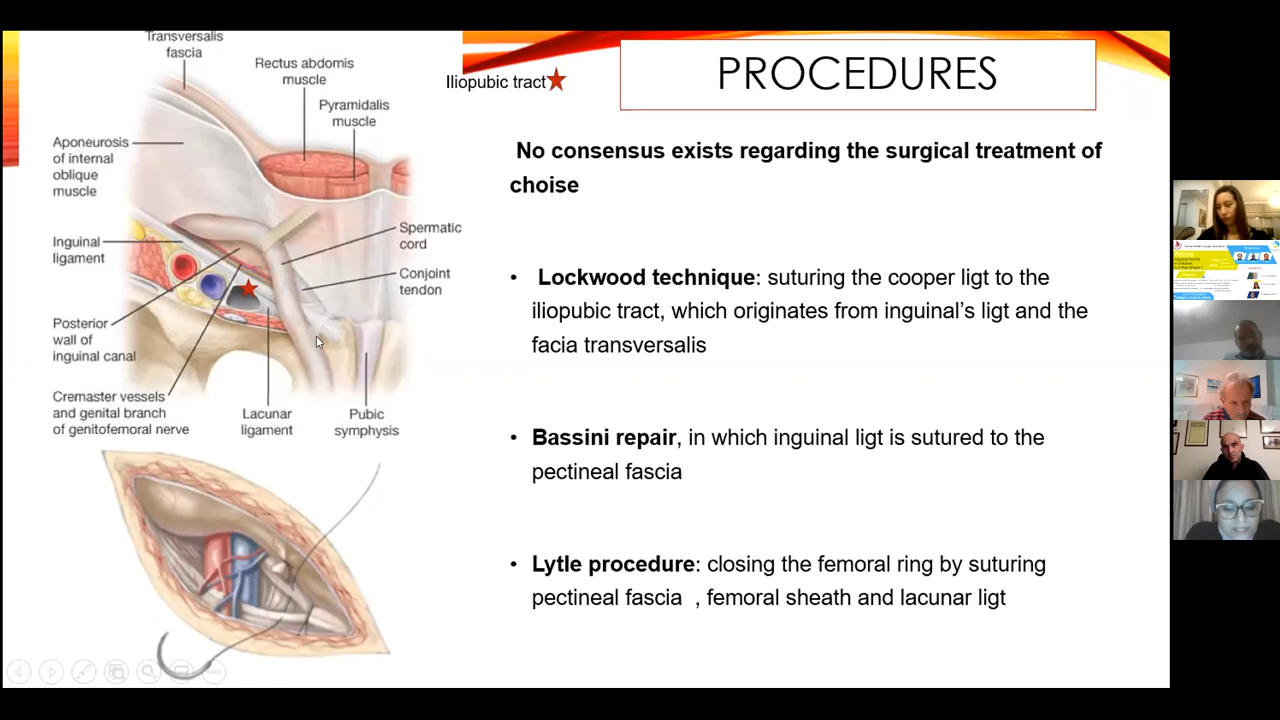 Transversalis
fascia
Rectus abdomis
muscle
Pyramidalis
muscle
Aponeurosis
of internal
oblique
muscle
Inguinal
ligament
Spermatic
cord
Conjoint
tendon
Posterior
wall of
inguinal canal
Cremaster vessels
and genital branch
of genitofemoral nerve
Lacunar
ligament
Pubic
symphysis
Iliopubic tract
PROCEDURES
No consensus exists regarding the surgical treatment of
choise
• Lockwood technique: suturing the cooper ligt to the
iliopubic tract, which originates from inguinal’s ligt and the
facia transversalis
• Bassini repair, in which inguinal ligt is sutured to the
pectineal fascia
• Lytle procedure: closing the femoral ring by suturing
pectineal fascia , femoral sheath and lacunar ligt